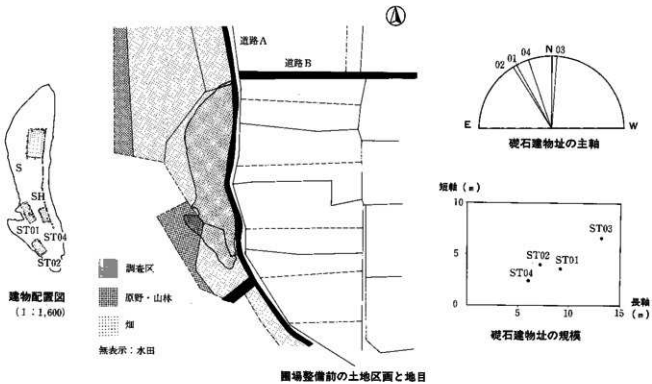 道路A
道路B
S
SH
ST01
ST04
ST02
建物配置図
(1:1,600)
調査区
原野・山林
畑
無表示:水田
圃場整備前の土地区画と地目
02 01 04 N 03
E
W
礎石建物址の主軸
短軸(m)
10
5
0
ST03
ST02
ST01
ST04
5
10
15
長軸
(m)
礎石建物址の規模